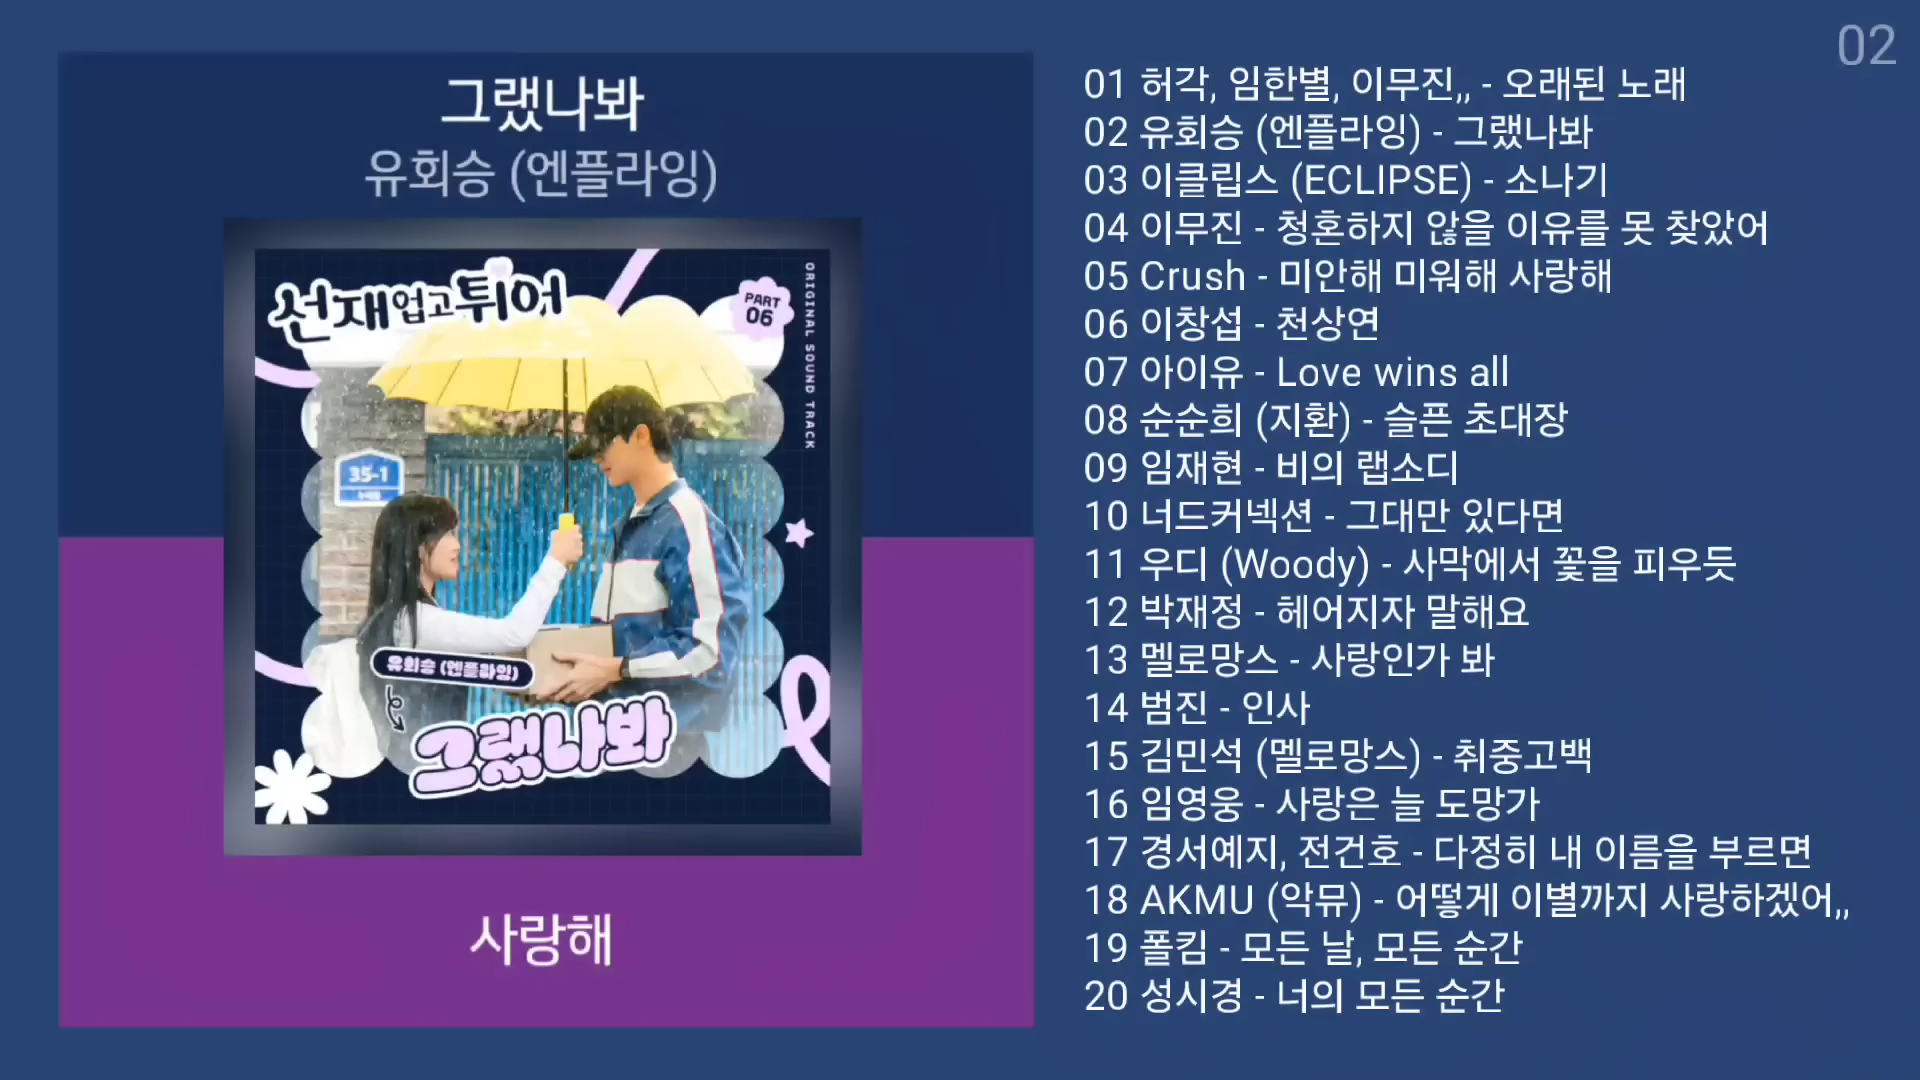 02
그랬나봐
유회승 (엔플라잉)
선재업고튀어
PART
06
ORIGINAL SOUND TRACK
35-1
유회승 (엔플라잉)
그랬나봐
사랑해
01 허각, 임한별, 이무진,, - 오래된 노래
02 유회승 (엔플라잉) - 그랬나봐
03 이클립스 (ECLIPSE) - 소나기
04 이무진 - 청혼하지 않을 이유를 못 찾았어
05 Crush - 미안해 미워해 사랑해
06 이창섭 - 천상연
07 아이유 - Love wins all
08 순순희 (지환) - 슬픈 초대장
09 임재현 - 비의 랩소디
10 너드커넥션 - 그대만 있다면
11 우디 (Woody) - 사막에서 꽃을 피우듯
12 박재정 - 헤어지자 말해요
13 멜로망스 - 사랑인가 봐
14 범진 - 인사
15 김민석 (멜로망스) - 취중고백
16 임영웅 - 사랑은 늘 도망가
17 경서예지, 전건호 - 다정히 내 이름을 부르면
18 AKMU (악뮤) - 어떻게 이별까지 사랑하겠어,,
19 폴킴 - 모든 날, 모든 순간
20 성시경 - 너의 모든 순간